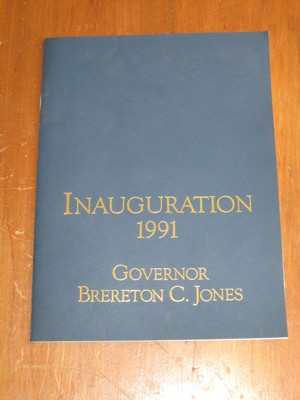 INAUGURATION
1991
GOVERNOR
BRERETON C. JONES